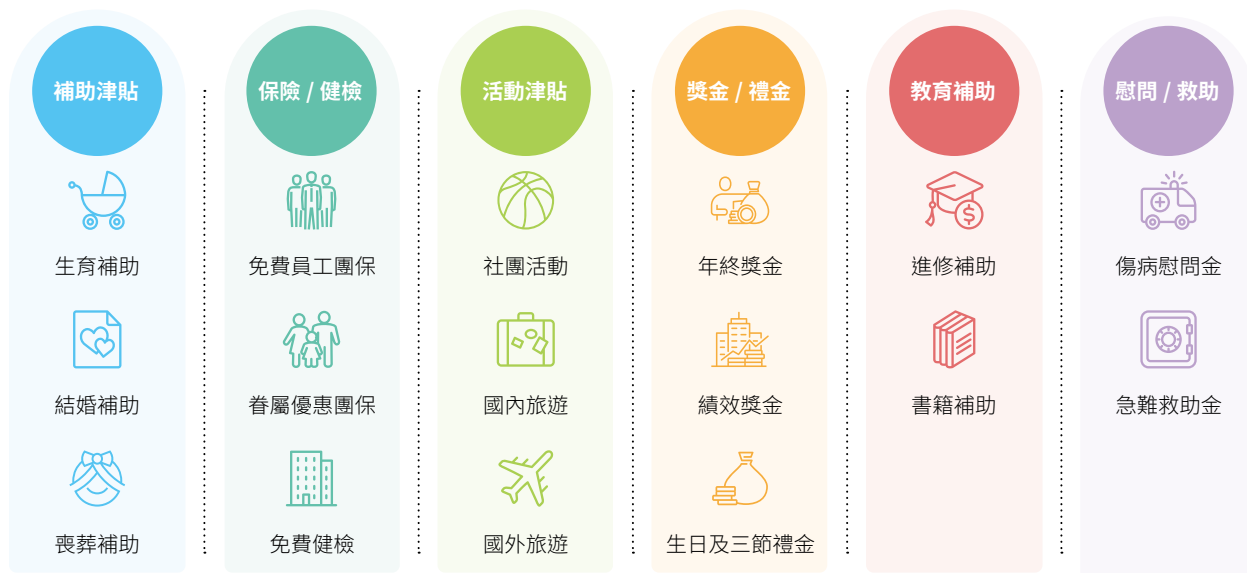 補助津貼
生育補助
結婚補助
喪葬補助
保險 / 健檢
免費員工團保
眷屬優惠團保
免費健檢
活動津貼
社團活動
國內旅遊
國外旅遊
獎金 / 禮金
年終獎金
績效獎金
生日及三節禮金
教育補助
進修補助
書籍補助
慰問 / 救助
傷病慰問金
急難救助金